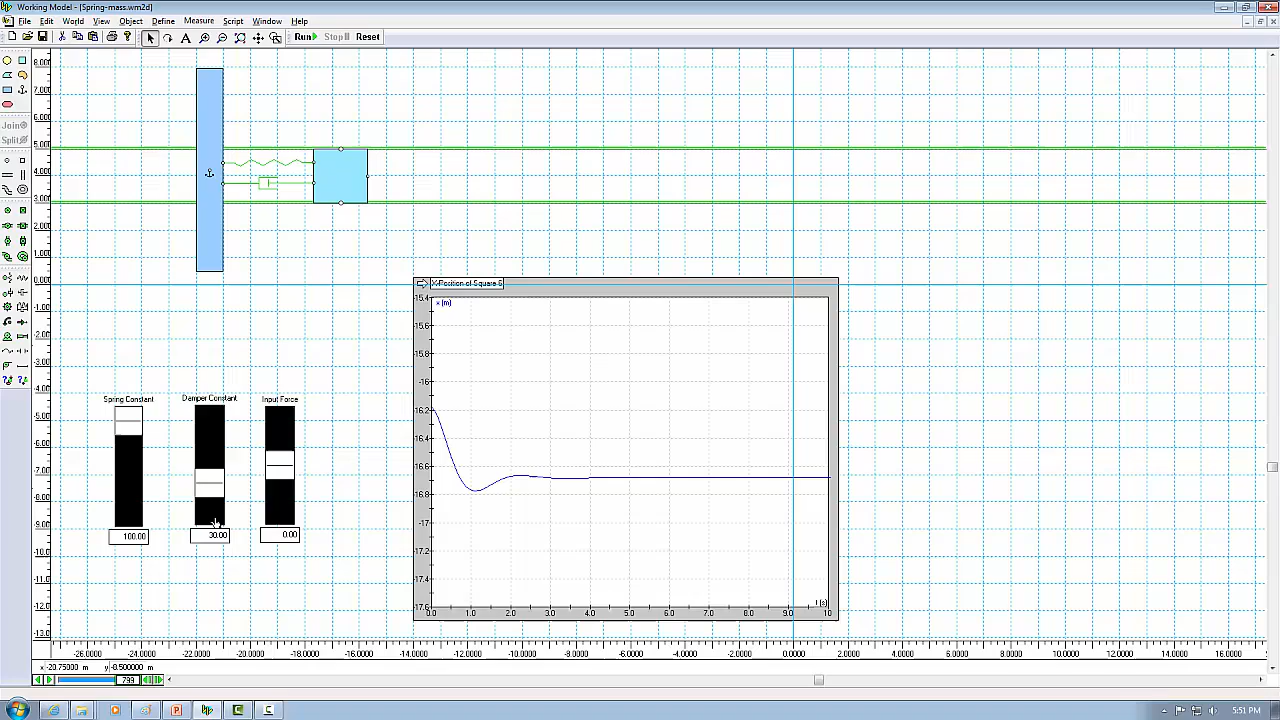 Working Model - [Spring-mass.wm2d]
File Edit World View Object Define Measure Script Window Help
Run Stop Reset
Join
Split
8.000
7.000
6.000
5.000
4.000
3.000
2.000
1.000
0.000
-1.000
-2.000
-3.000
-4.000
-5.000
-6.000
-7.000
-8.000
-9.000
-10.000
-11.000
-12.000
-13.000
X-Position of Square 6
x (m)
-15.4
-15.6
-15.8
-16
-16.2
-16.4
-16.6
-16.8
-17
-17.2
-17.4
-17.6
0.0 1.0 2.0 3.0 4.0 5.0 6.0 7.0 8.0 9.0 10
t (s)
Spring Constant Damper Constant Input Force
100.00 30.00 0.00
-26.0000 -24.0000 -22.0000 -20.0000 -18.0000 -16.0000 -14.0000 -12.0000 -10.0000 -8.0000 -6.0000 -4.0000 -2.0000 0.0000 2.0000 4.0000 6.0000 8.0000 10.0000 12.0000 14.0000 16.0000
x -20.75000 m y -8.500000 m
799
5:51 PM